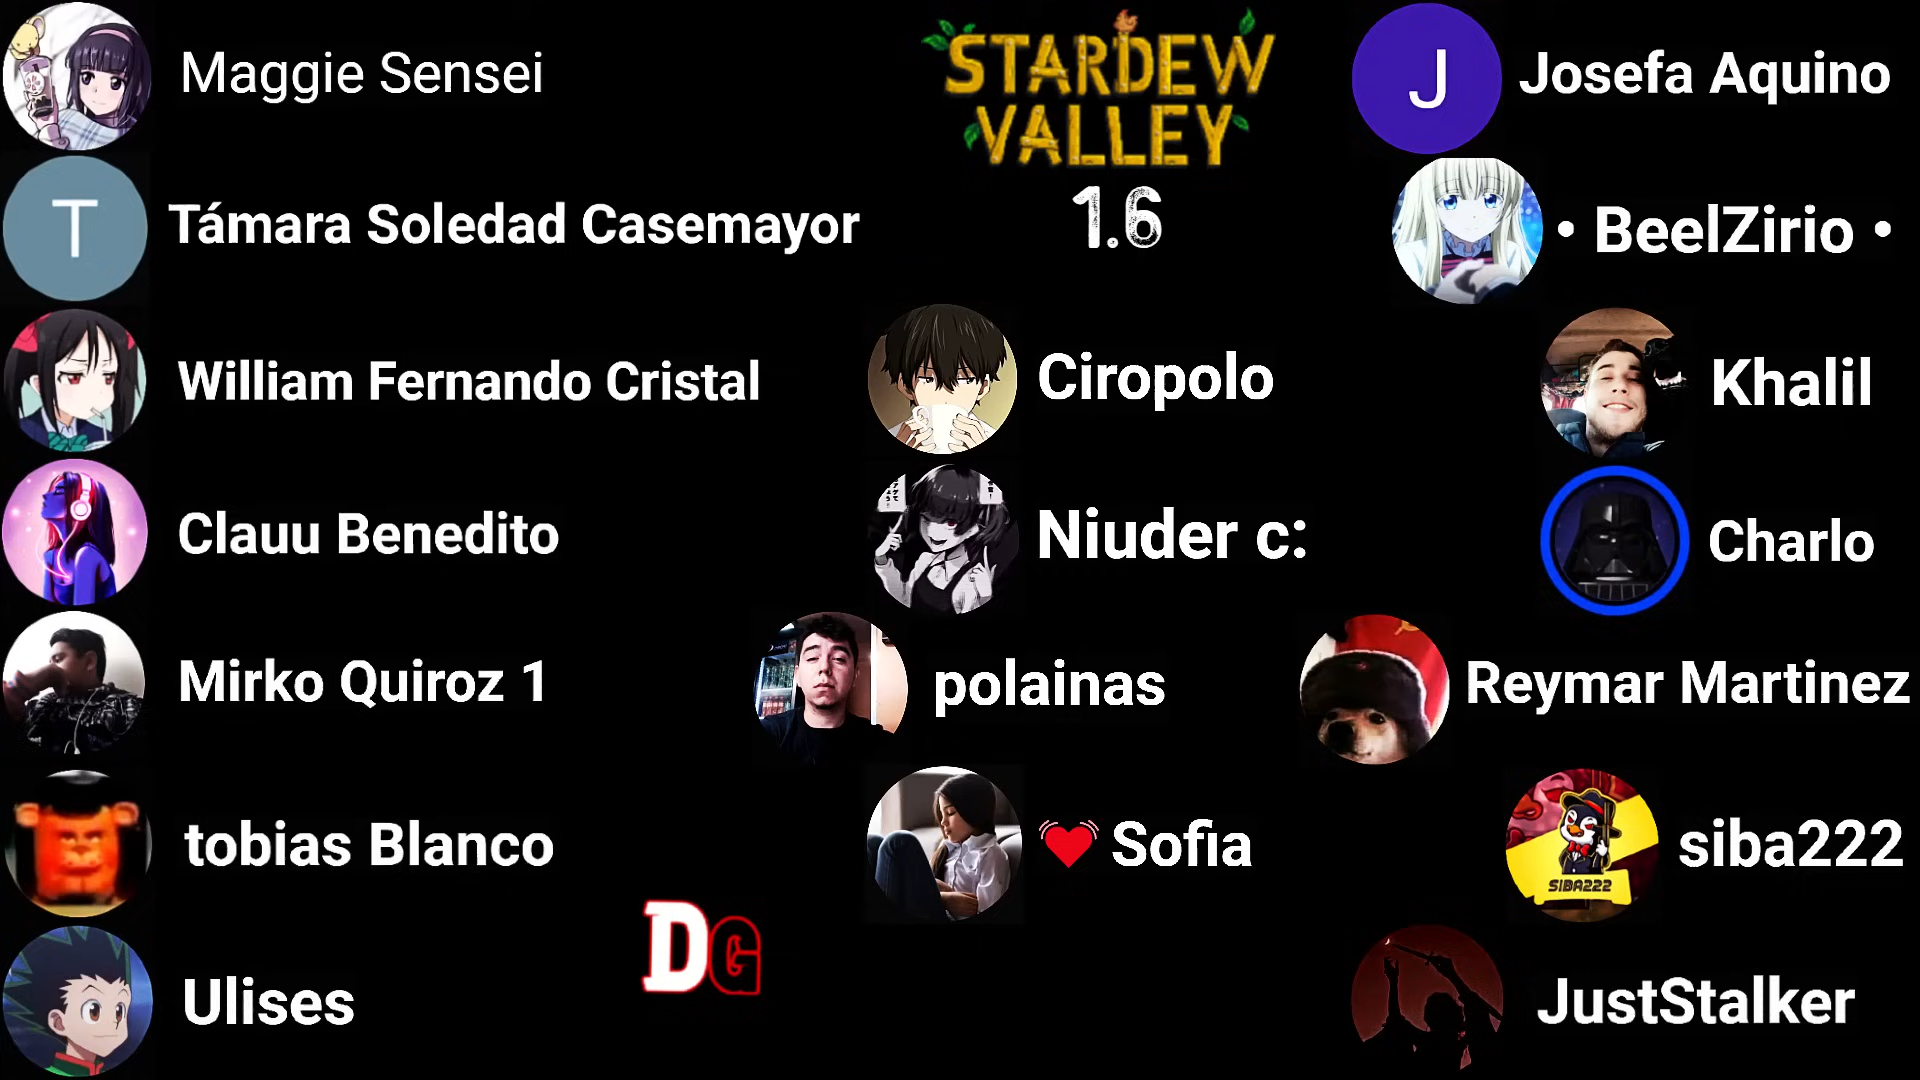 Maggie Sensei
STARDEW
VALLEY
1.6
J
Josefa Aquino
T
Támara Soledad Casemayor
• BeelZirio •
William Fernando Cristal
Ciropolo
Khalil
Clauu Benedito
Niuder c:
Charlo
Mirko Quiroz 1
polainas
Reymar Martinez
tobias Blanco
Sofia
SIBA222
siba222
DG
Ulises
JustStalker